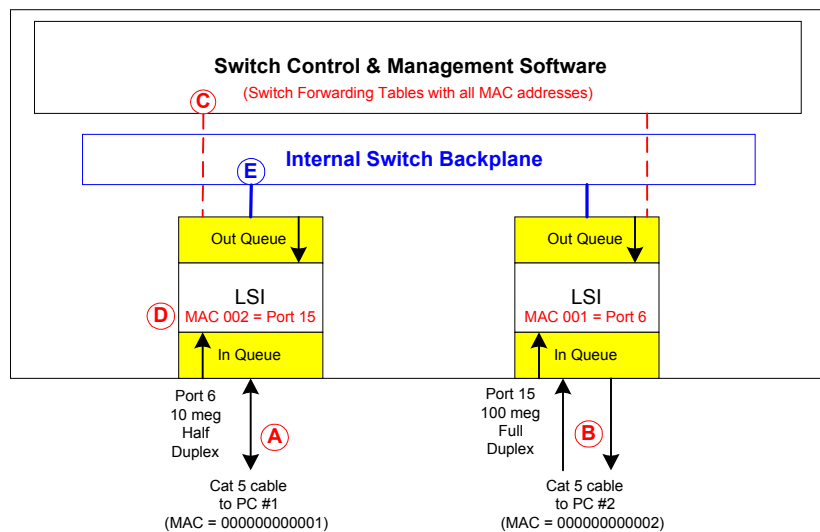 Switch Control & Management Software
(Switch Forwarding Tables with all MAC addresses)
C
Internal Switch Backplane
E
Out Queue
LSI
MAC 002 = Port 15
D
In Queue
Out Queue
LSI
MAC 001 = Port 6
In Queue
Port 6
10 meg
Half
Duplex
A
Cat 5 cable
to PC #1
(MAC = 000000000001)
Port 15
100 meg
Full
Duplex
B
Cat 5 cable
to PC #2
(MAC = 000000000002)